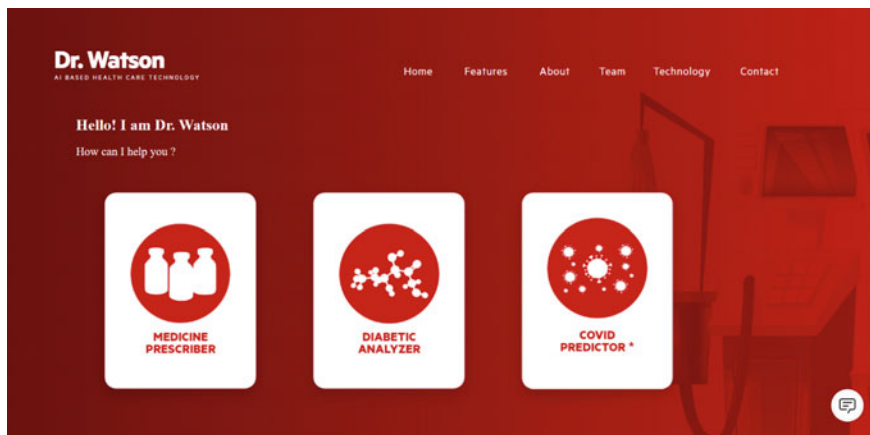 Dr. Watson
AI BASED HEALTH CARE TECHNOLOGY
Home Features About Team Technology Contact
Hello! I am Dr. Watson
How can I help you ?
MEDICINE
PRESCRIBER
DIABETIC
ANALYZER
COVID
PREDICTOR *